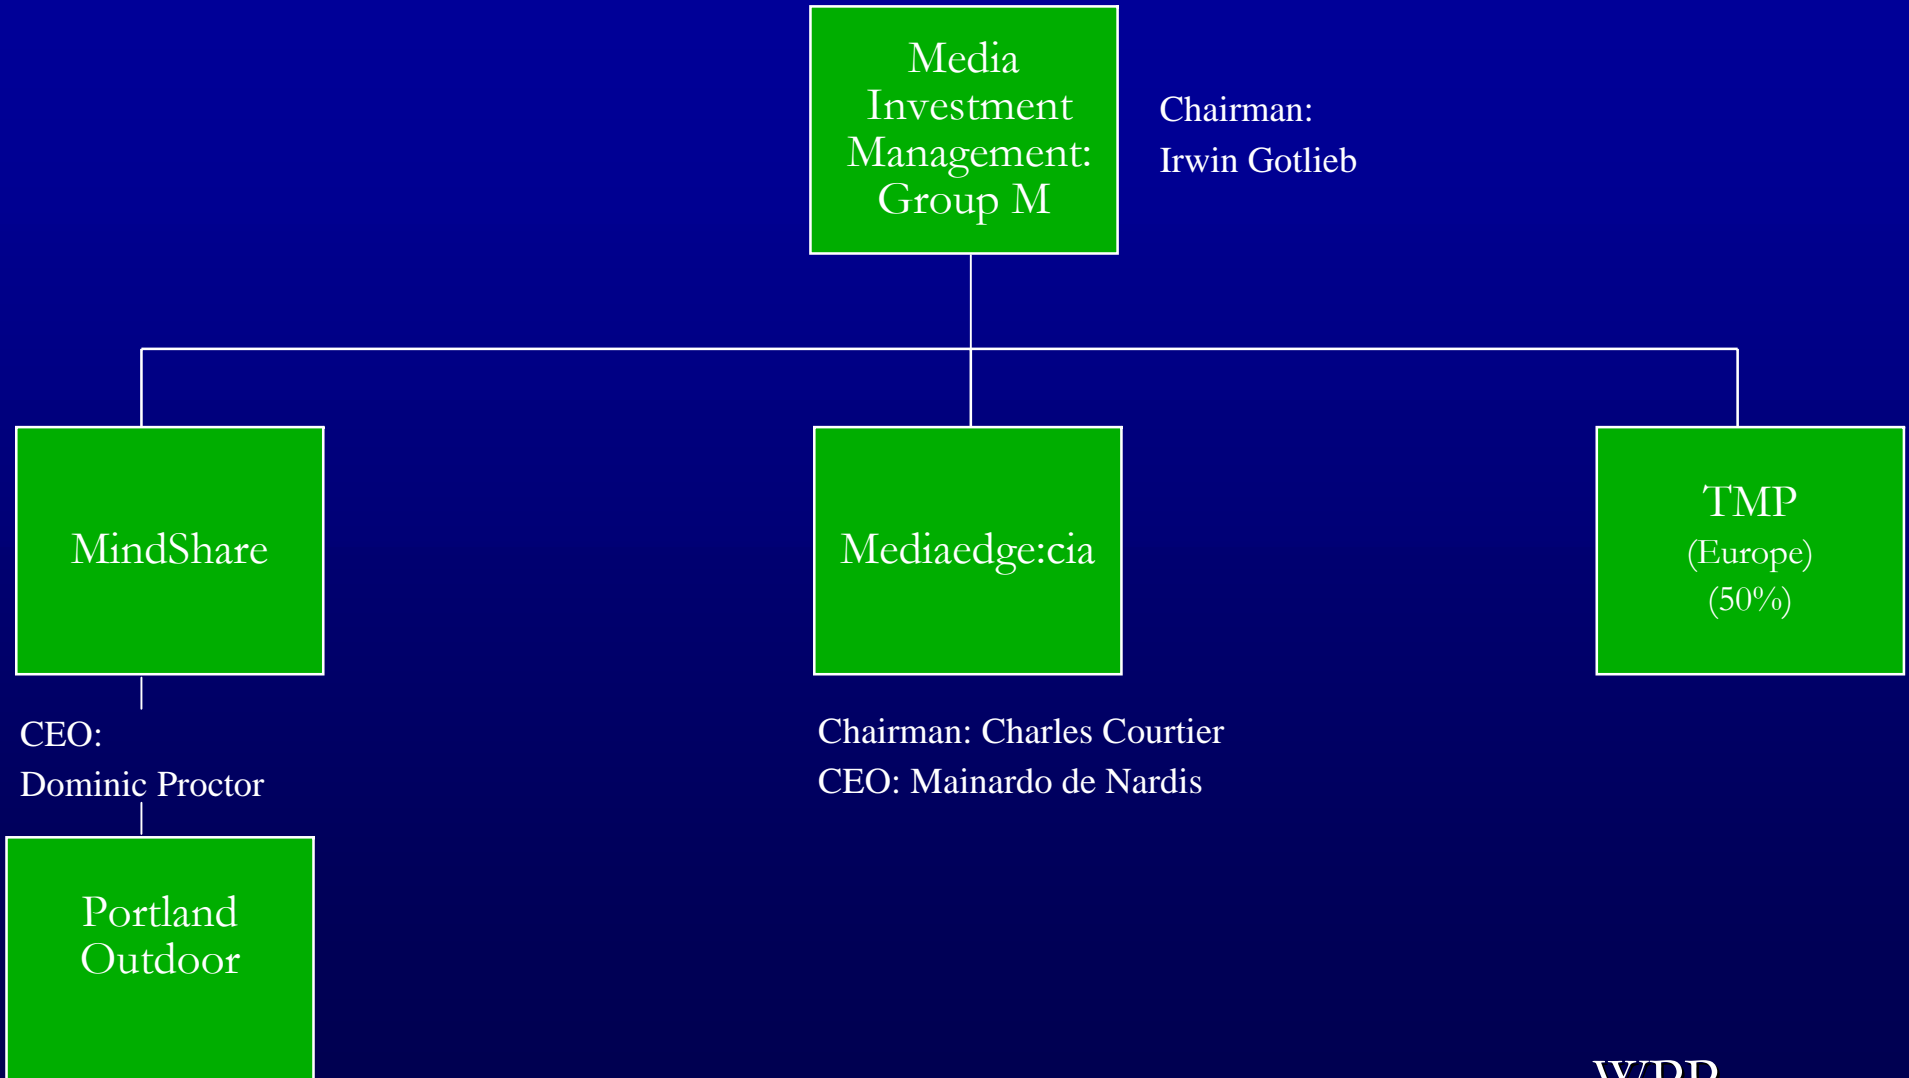 Media
Investment
Management:
Group M
Chairman:
Irwin Gotlieb
MindShare
Mediaedge:cia
TMP
(Europe)
(50%)
CEO:
Dominic Proctor
Chairman: Charles Courtier
CEO: Mainardo de Nardis
Portland
Outdoor
WPP